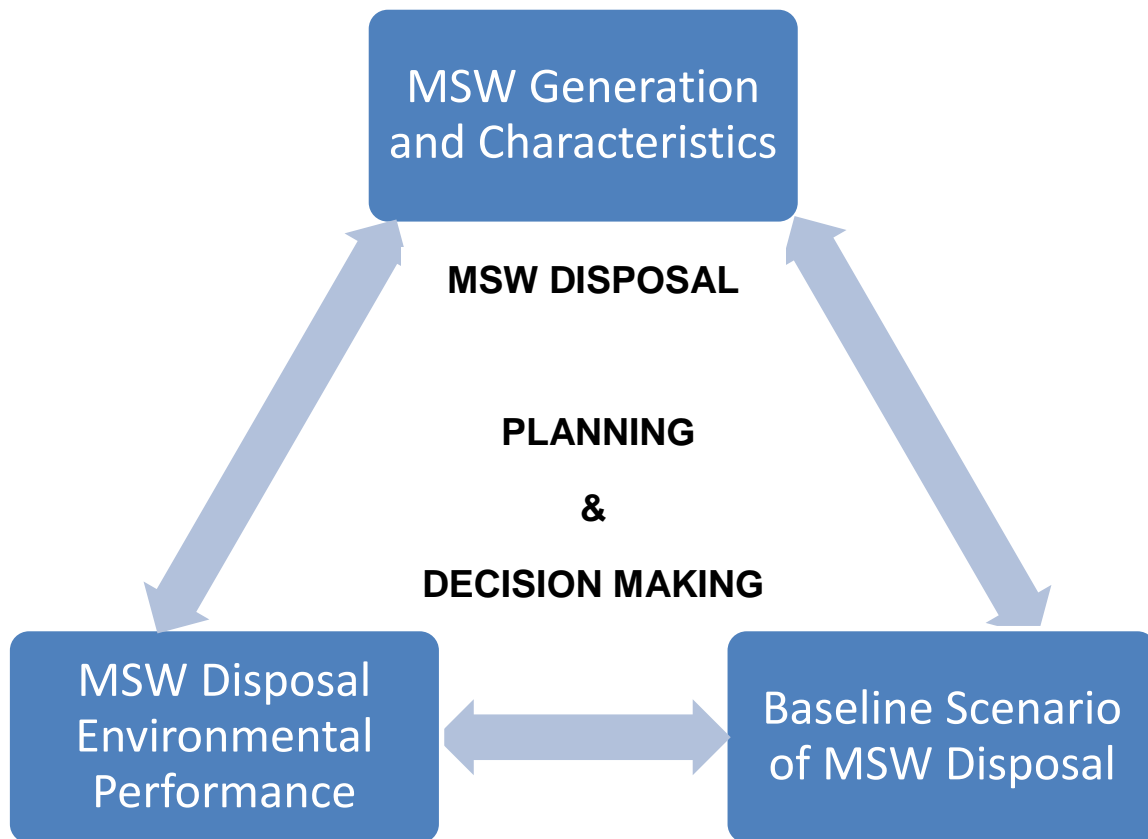 MSW Generation
and Characteristics
MSW DISPOSAL
PLANNING
&
DECISION MAKING
MSW Disposal
Environmental
Performance
Baseline Scenario
of MSW Disposal